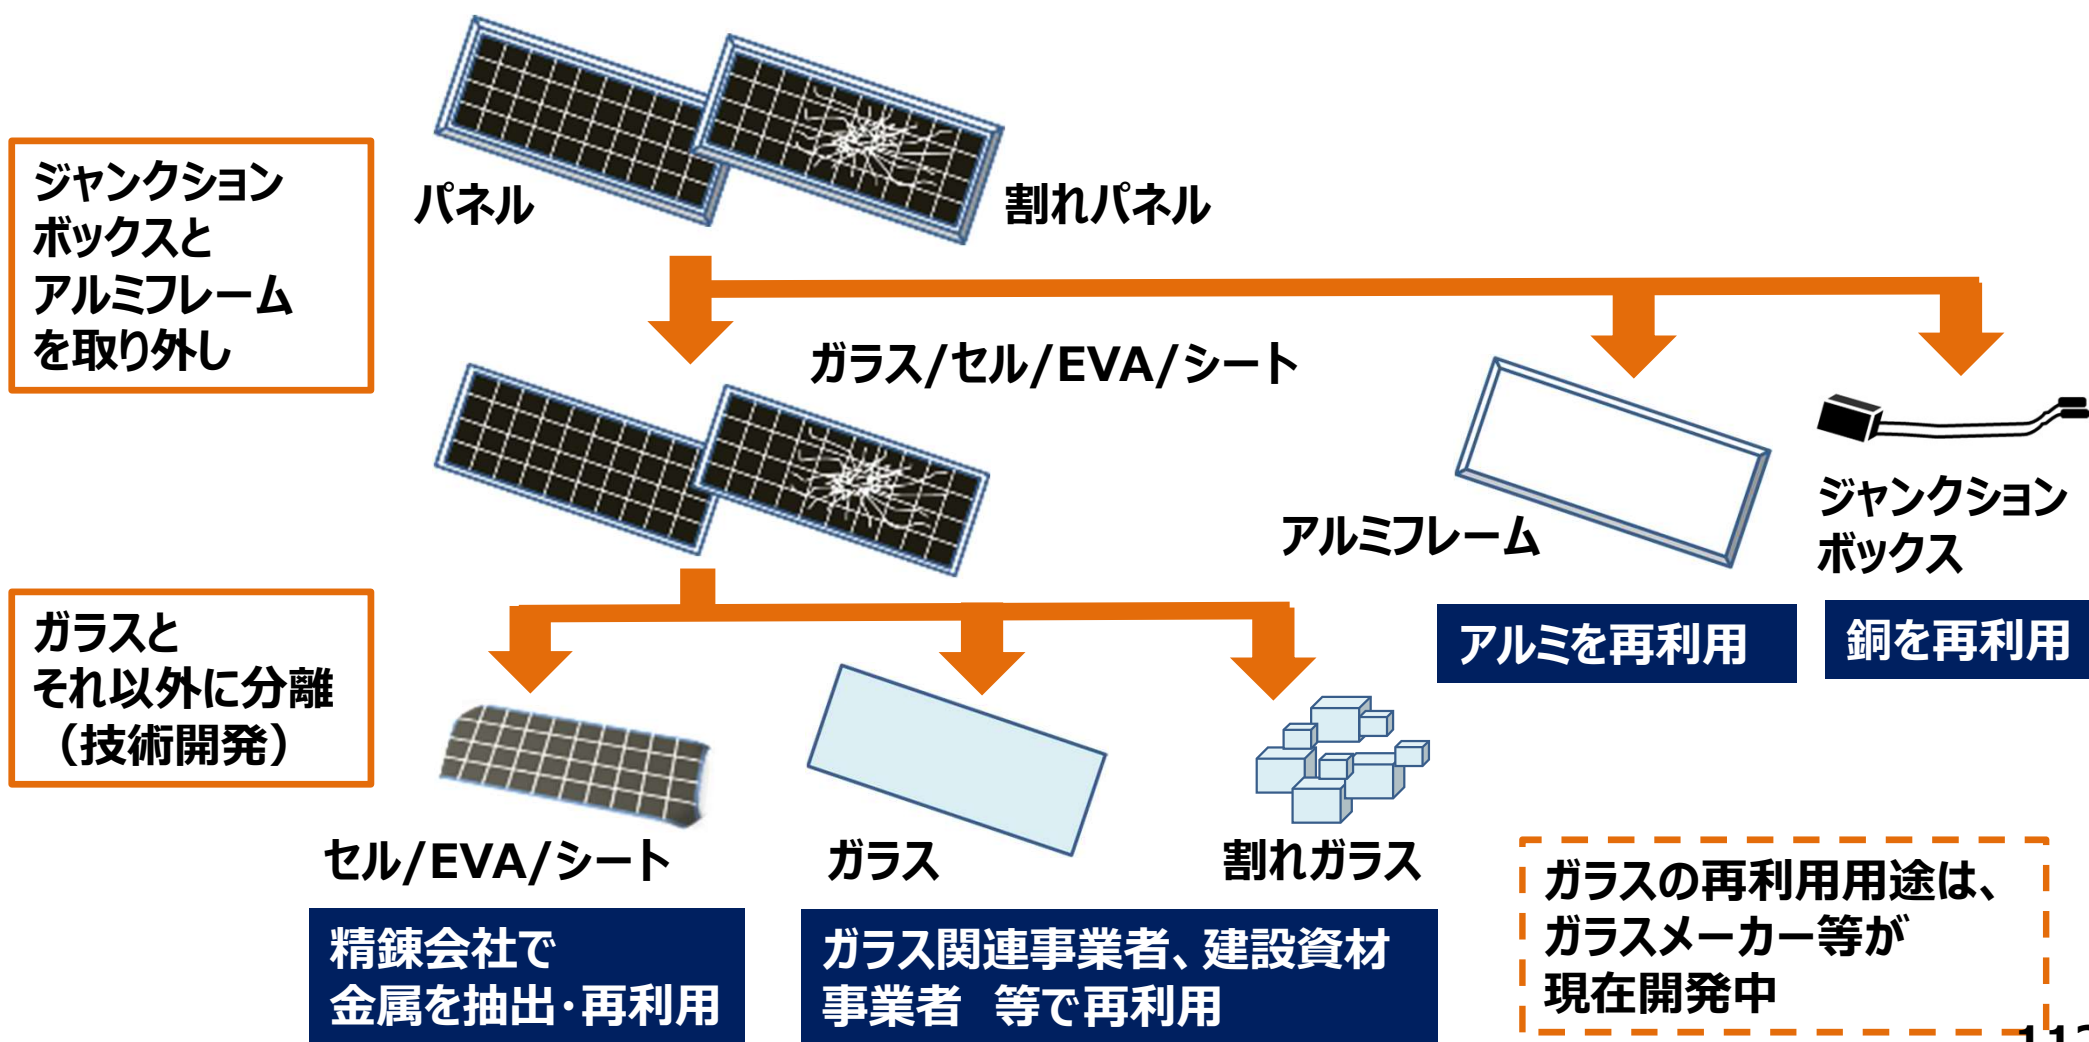 ジャンクション
ボックスと
アルミフレーム
を取り外し
パネル
割れパネル
ガラス/セル/EVA/シート
アルミフレーム
ジャンクション
ボックス
アルミを再利用
銅を再利用
ガラスと
それ以外に分離
（技術開発）
セル/EVA/シート
ガラス
割れガラス
精錬会社で
金属を抽出・再利用
ガラス関連事業者、建設資材
事業者　等で再利用
ガラスの再利用用途は、
ガラスメーカー等が
現在開発中